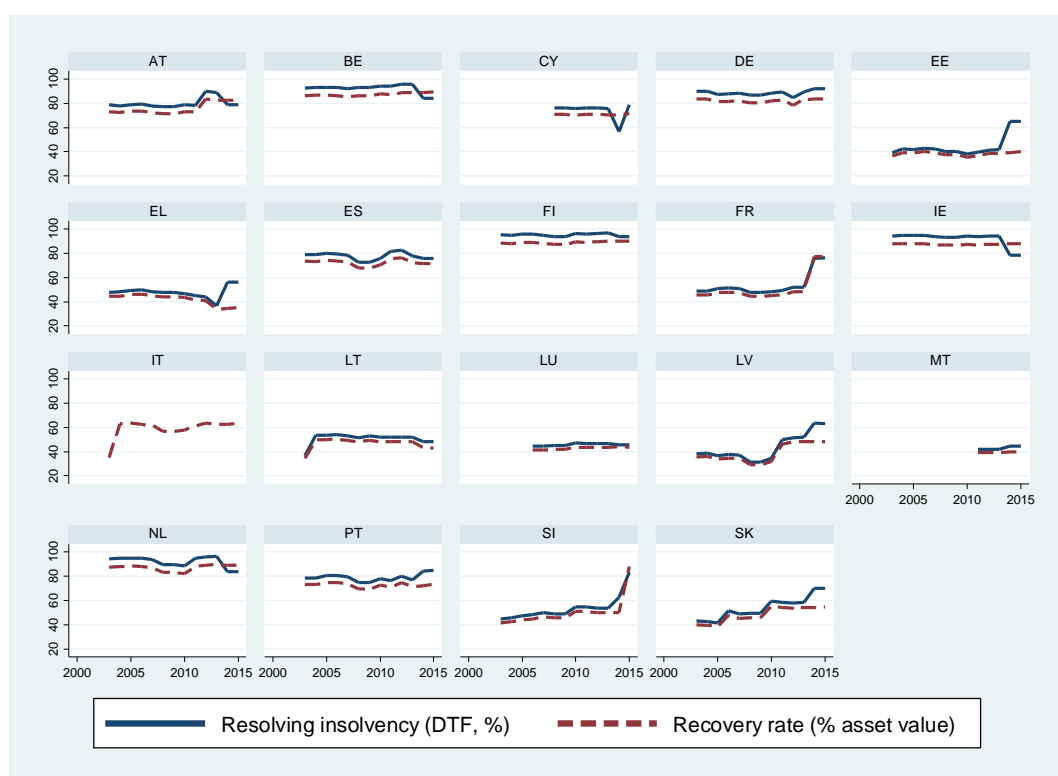 AT BE CY DE EE
100
80
60
40
20
EL ES FI FR IE
100
80
60
40
20
IT LT LU LV MT
100
80
60
40
20
2000 2005 2010 2015
NL PT SI SK
100
80
60
40
20
2000 2005 2010 2015 2000 2005 2010 2015 2000 2005 2010 2015 2000 2005 2010 2015
Resolving insolvency (DTF, %) Recovery rate (% asset value)